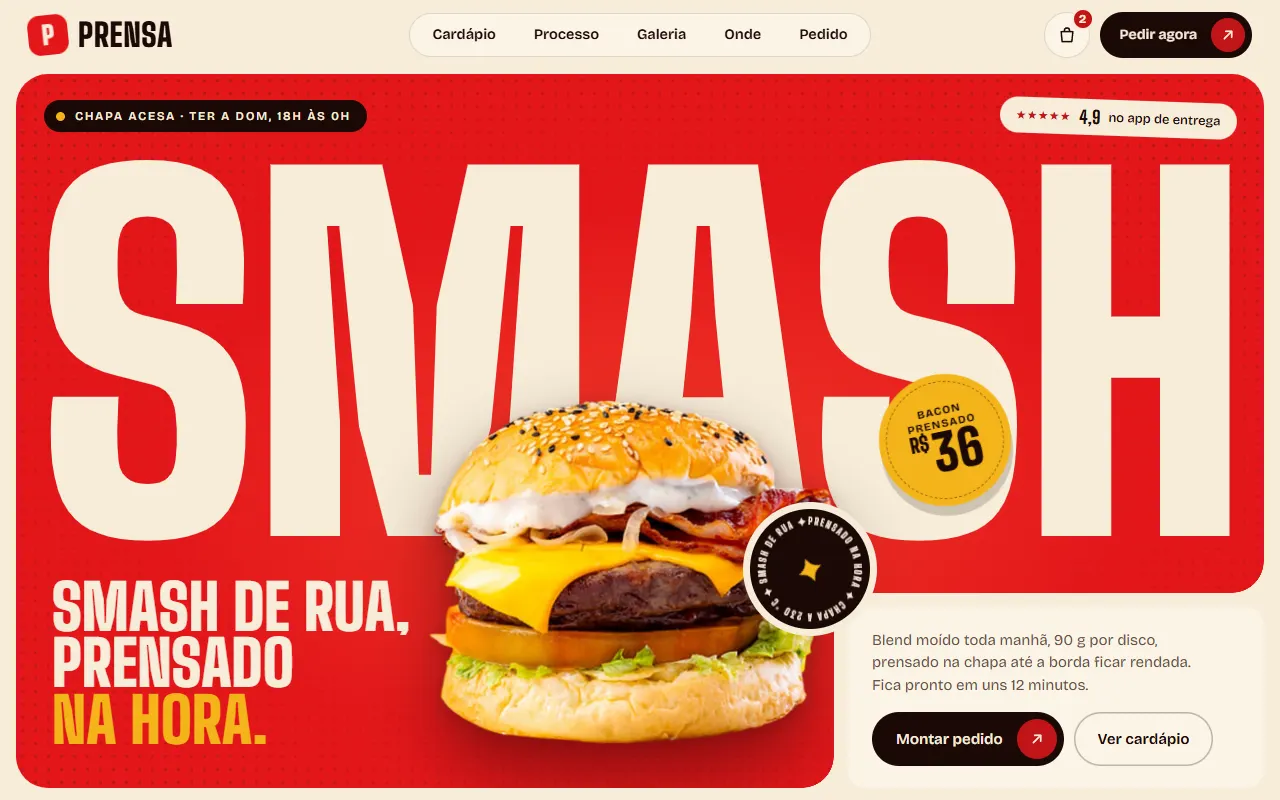 P PRENSA
Cardápio Processo Galeria Onde Pedido
2
Pedir agora
CHAPA ACESA · TER A DOM, 18H ÀS 0H
★★★★★ 4,9 no app de entrega
SMASH
BACON
PRENSADO
R$ 36
SMASH DE RUA ✦ PRENSADO NA HORA ✦ CHAPA A 230 °C ✦
SMASH DE RUA,
PRENSADO
NA HORA.
Blend moído toda manhã, 90 g por disco,
prensado na chapa até a borda ficar rendada.
Fica pronto em uns 12 minutos.
Montar pedido
Ver cardápio